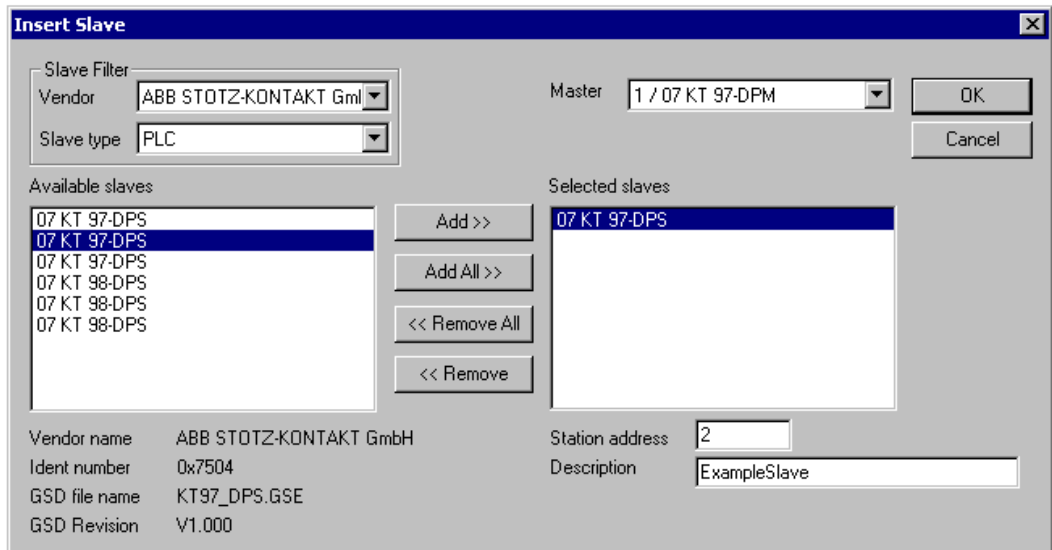 Insert Slave
Slave Filter
Vendor ABB STOTZ-KONTAKT Gml
Slave type PLC
Master 1 / 07 KT 97-DPM
OK
Cancel
Available slaves
07 KT 97-DPS
07 KT 97-DPS
07 KT 97-DPS
07 KT 98-DPS
07 KT 98-DPS
07 KT 98-DPS
Add >>
Add All >>
<< Remove All
<< Remove
Selected slaves
07 KT 97-DPS
Vendor name ABB STOTZ-KONTAKT GmbH
Ident number 0x7504
GSD file name KT97_DPS.GSE
GSD Revision V1.000
Station address 2
Description ExampleSlave